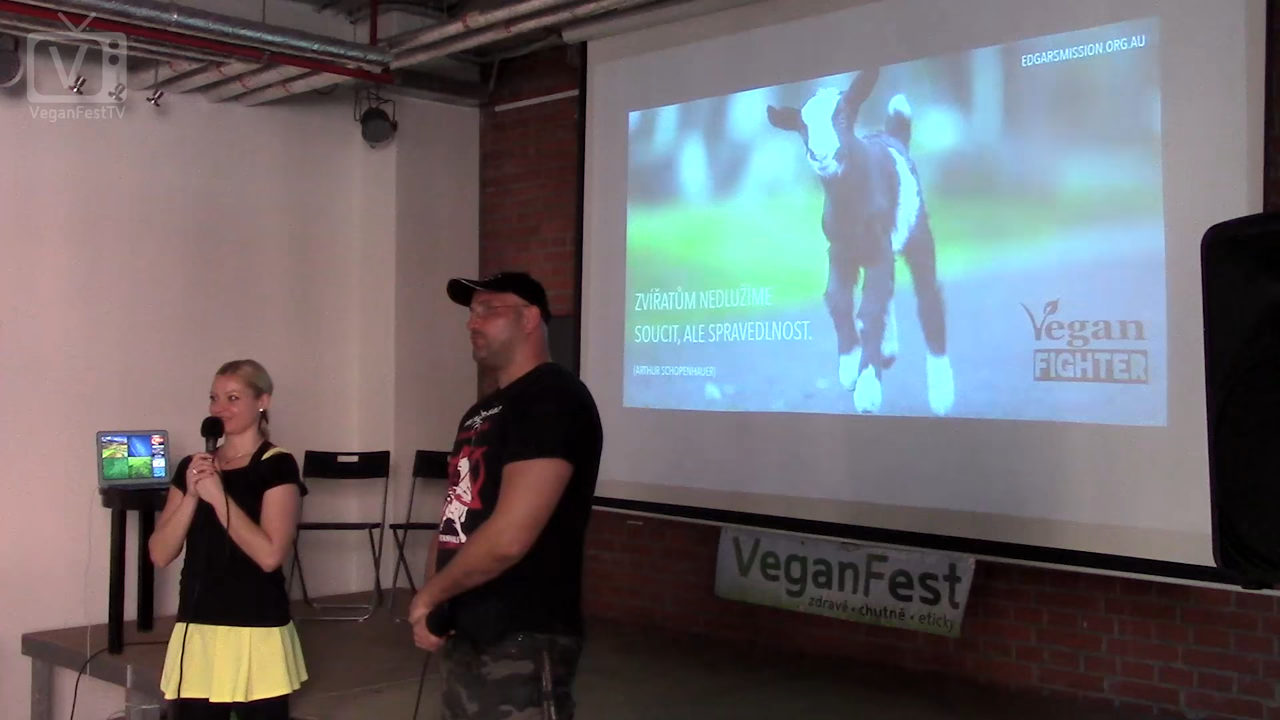 VeganFestTV
EDGARSMISSION.ORG.AU
ZVÍŘATŮM NEDLUŽÍME
SOUCIT, ALE SPRAVEDLNOST.
(ARTHUR SCHOPENHAUER)
Vegan
FIGHTER
VeganFest
zdravě • chutně • eticky